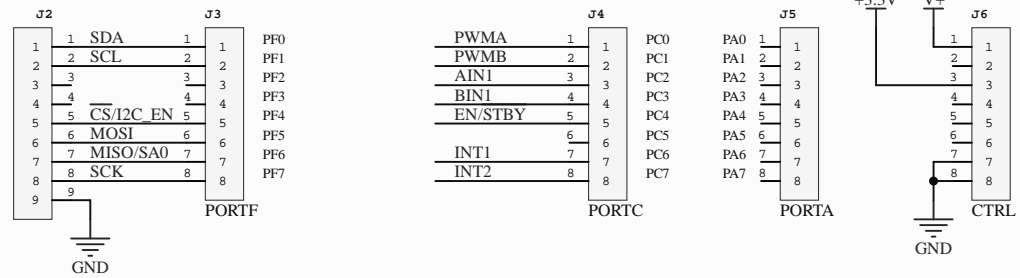 +3.3V V+
J2 J3 J4 J5 J6
1 1 SDA 1 1 PF0 PWMA 1 1 PC0 PA0 1 1 1
2 2 SCL 2 2 PF1 PWMB 2 2 PC1 PA1 2 2 2
3 3 3 3 PF2 AIN1 3 3 PC2 PA2 3 3 3
4 4 4 4 PF3 BIN1 4 4 PC3 PA3 4 4 4
5 5 CS/I2C_EN 5 5 PF4 EN/STBY 5 5 PC4 PA4 5 5 5 5
6 6 MOSI 6 6 PF5 6 6 PC5 PA5 6 6 6 6
7 7 MISO/SA0 7 7 PF6 INT1 7 7 PC6 PA6 7 7 7 7
8 8 SCK 8 8 PF7 INT2 8 8 PC7 PA7 8 8 8 8
9 9
PORTF PORTC PORTA CTRL
GND GND